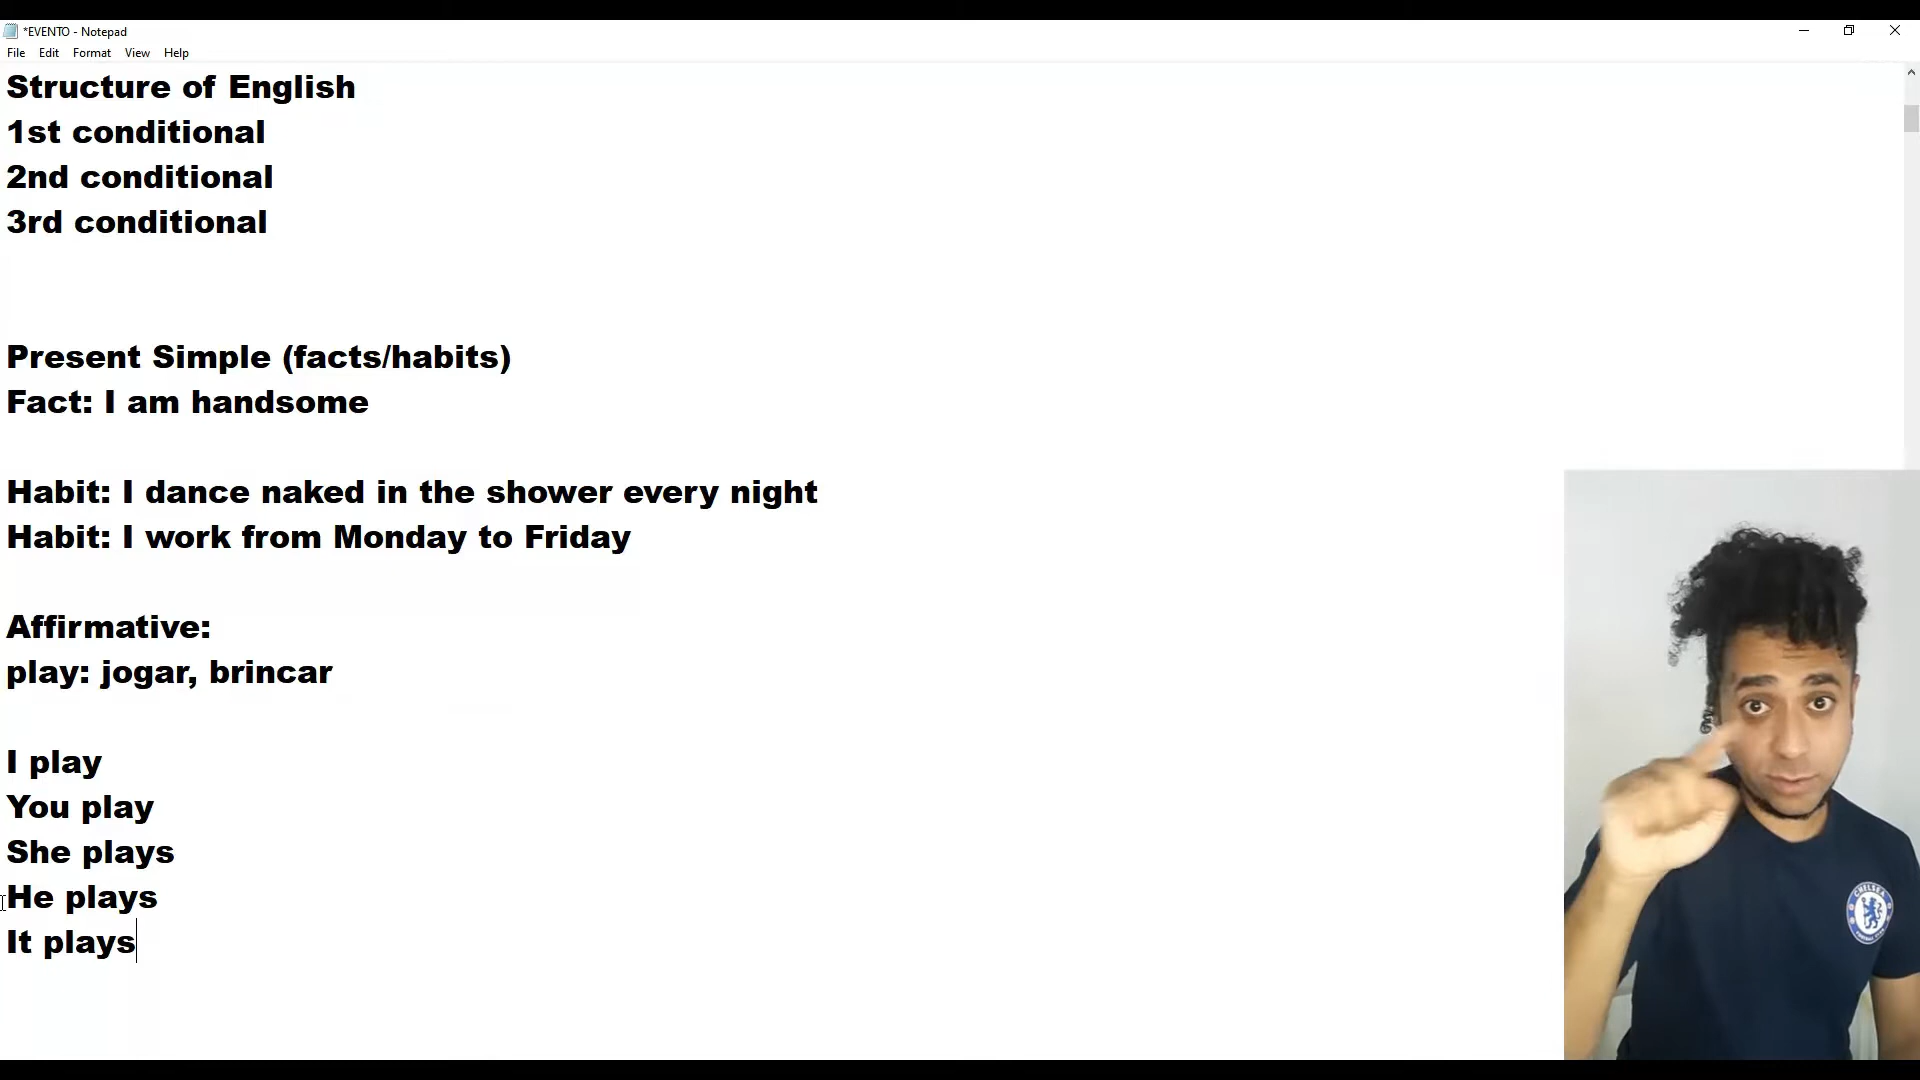 *EVENTO - Notepad
File Edit Format View Help
Structure of English
1st conditional
2nd conditional
3rd conditional
Present Simple (facts/habits)
Fact: I am handsome
Habit: I dance naked in the shower every night
Habit: I work from Monday to Friday
Affirmative:
play: jogar, brincar
I play
You play
She plays
He plays
It plays
CHELSEA